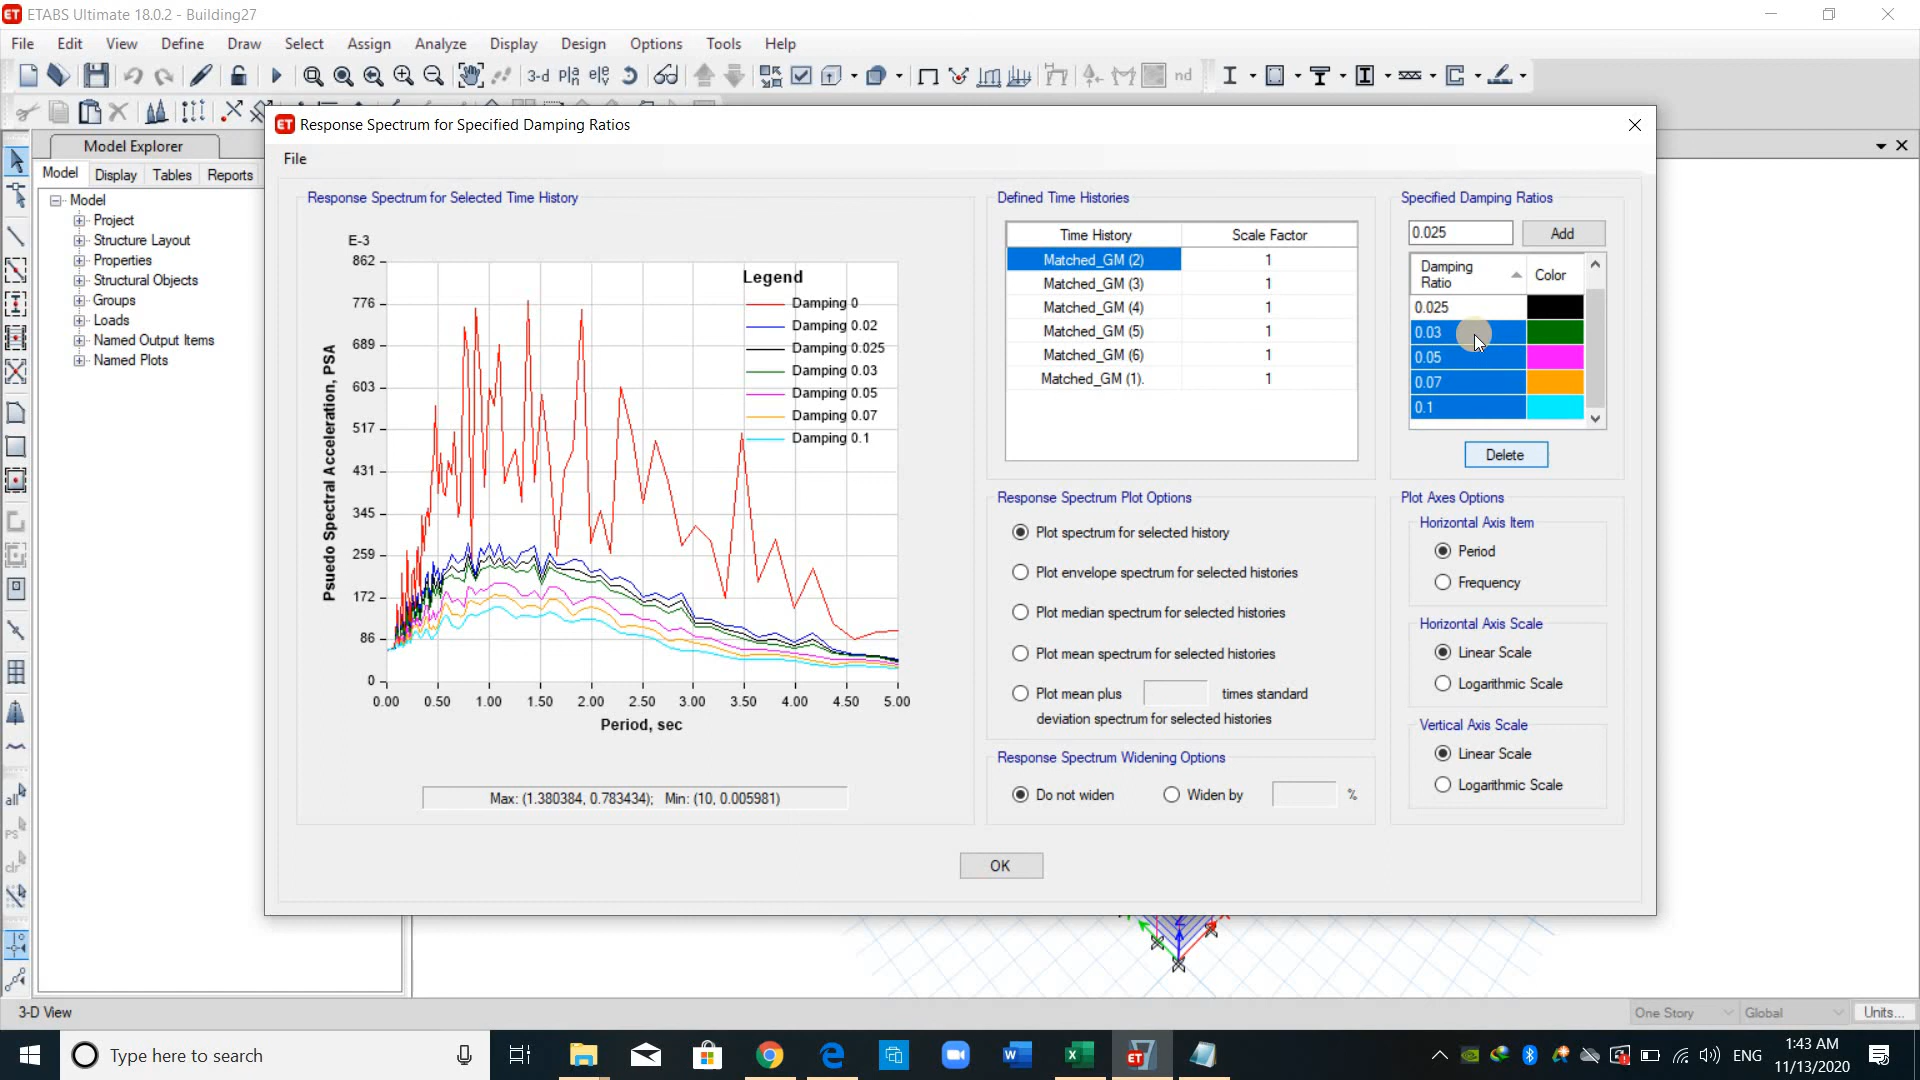 ETABS Ultimate 18.0.2 - Building27
File Edit View Define Draw Select Assign Analyze Display Design Options Tools Help
3-d Pla ele nd
Model Explorer
Model Display Tables Reports
Model
Project
Structure Layout
Properties
Structural Objects
Groups
Loads
Named Output Items
Named Plots
all
ps
clr
ET Response Spectrum for Specified Damping Ratios
File
Response Spectrum for Selected Time History
E-3
862
776
689
603
517
431
345
259
172
86
0
Psuedo Spectral Acceleration, PSA
0.00 0.50 1.00 1.50 2.00 2.50 3.00 3.50 4.00 4.50 5.00
Period, sec
Legend
Damping 0
Damping 0.02
Damping 0.025
Damping 0.03
Damping 0.05
Damping 0.07
Damping 0.1
Max: (1.380384, 0.783434); Min: (10, 0.005981)
Defined Time Histories
Time History Scale Factor
Matched_GM (2) 1
Matched_GM (3) 1
Matched_GM (4) 1
Matched_GM (5) 1
Matched_GM (6) 1
Matched_GM (1). 1
Response Spectrum Plot Options
Plot spectrum for selected history
Plot envelope spectrum for selected histories
Plot median spectrum for selected histories
Plot mean spectrum for selected histories
Plot mean plus times standard
deviation spectrum for selected histories
Response Spectrum Widening Options
Do not widen Widen by %
Specified Damping Ratios
0.025 Add
Damping
Ratio Color
0.025
0.03
0.05
0.07
0.1
Delete
Plot Axes Options
Horizontal Axis Item
Period
Frequency
Horizontal Axis Scale
Linear Scale
Logarithmic Scale
Vertical Axis Scale
Linear Scale
Logarithmic Scale
OK
3-D View One Story Global Units...
Type here to search
ENG
1:43 AM
11/13/2020